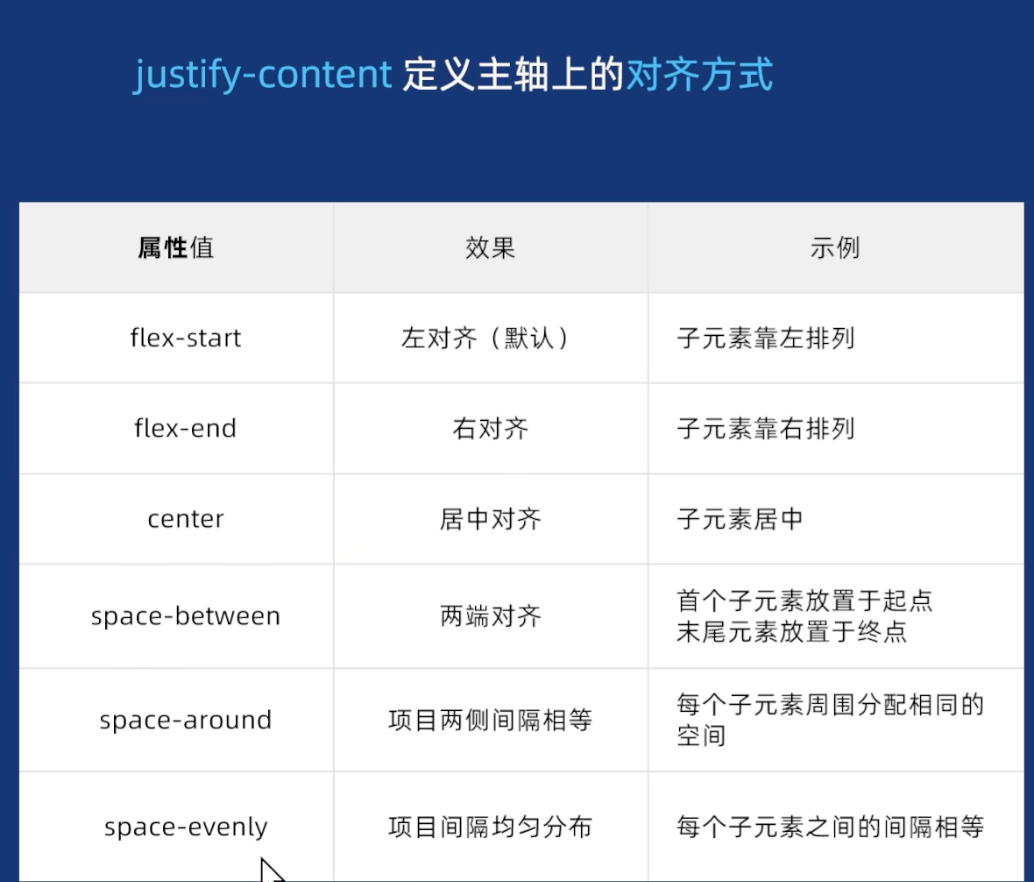 justify-content 定义主轴上的对齐方式
属性值 效果 示例
flex-start 左对齐（默认） 子元素靠左排列
flex-end 右对齐 子元素靠右排列
center 居中对齐 子元素居中
space-between 两端对齐 首个子元素放置于起点
末尾元素放置于终点
space-around 项目两侧间隔相等 每个子元素周围分配相同的
空间
space-evenly 项目间隔均匀分布 每个子元素之间的间隔相等